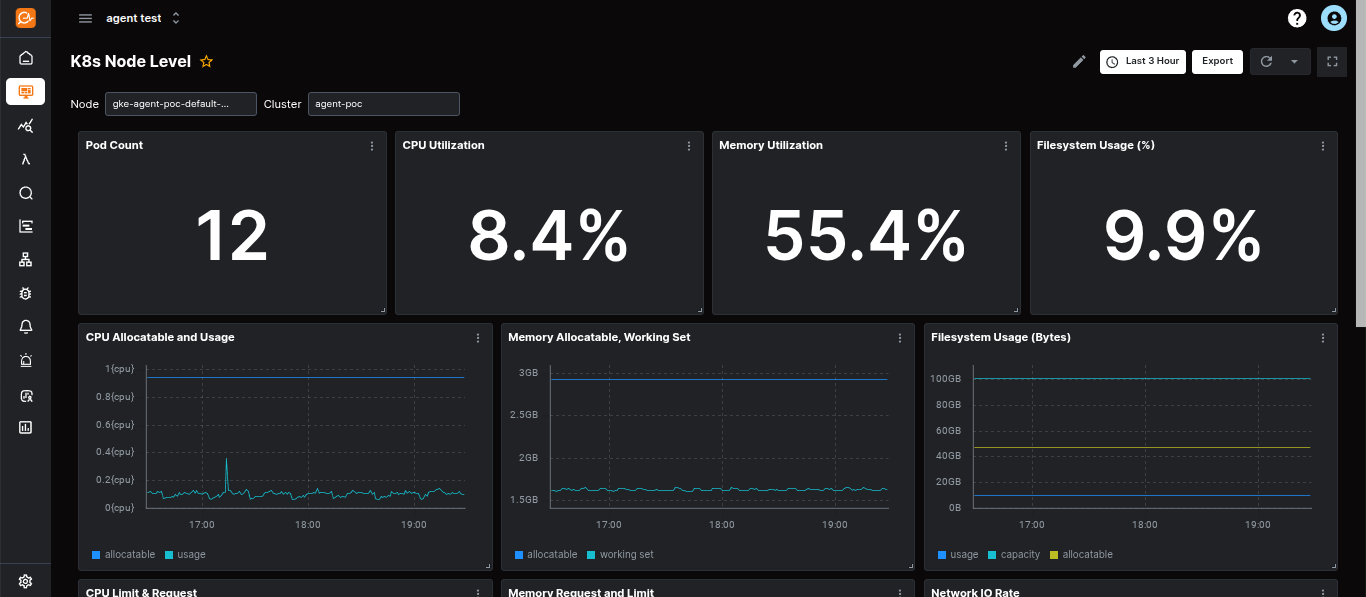 agent test
K8s Node Level
Last 3 Hour
Export
Node
gke-agent-poc-default-...
Cluster
agent-poc
Pod Count
CPU Utilization
Memory Utilization
Filesystem Usage (%)
12
8.4%
55.4%
9.9%
CPU Allocatable and Usage
1{cpu}
0.8{cpu}
0.6{cpu}
0.4{cpu}
0.2{cpu}
0{cpu}
17:00
18:00
19:00
allocatable
usage
Memory Allocatable, Working Set
3GB
2.5GB
2GB
1.5GB
17:00
18:00
19:00
allocatable
working set
Filesystem Usage (Bytes)
100GB
80GB
60GB
40GB
20GB
0B
17:00
18:00
19:00
usage
capacity
allocatable
CPU Limit & Request
Memory Request and Limit
Network IO Rate